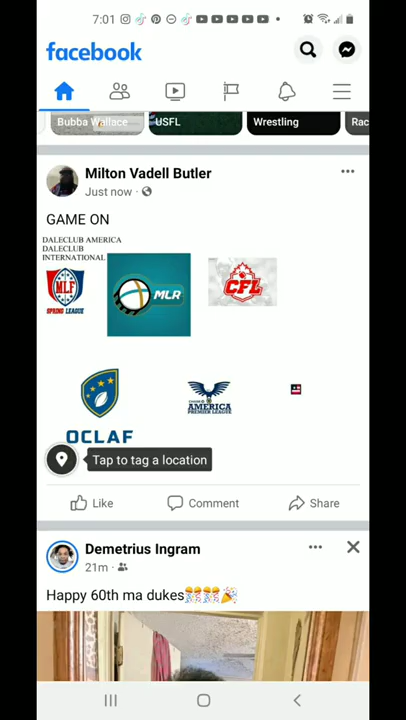 7:01
facebook
Bubba Wallace
USFL
Wrestling
Rac
Milton Vadell Butler
Just now
GAME ON
DALECLUB AMERICA
DALECLUB
INTERNATIONAL
MLF
SPRING LEAGUE
MLR
CFL
OCLAF
AMERICA
PREMIER LEAGUE
Tap to tag a location
Like
Comment
Share
Demetrius Ingram
21m
Happy 60th ma dukes🎊🎊🎉